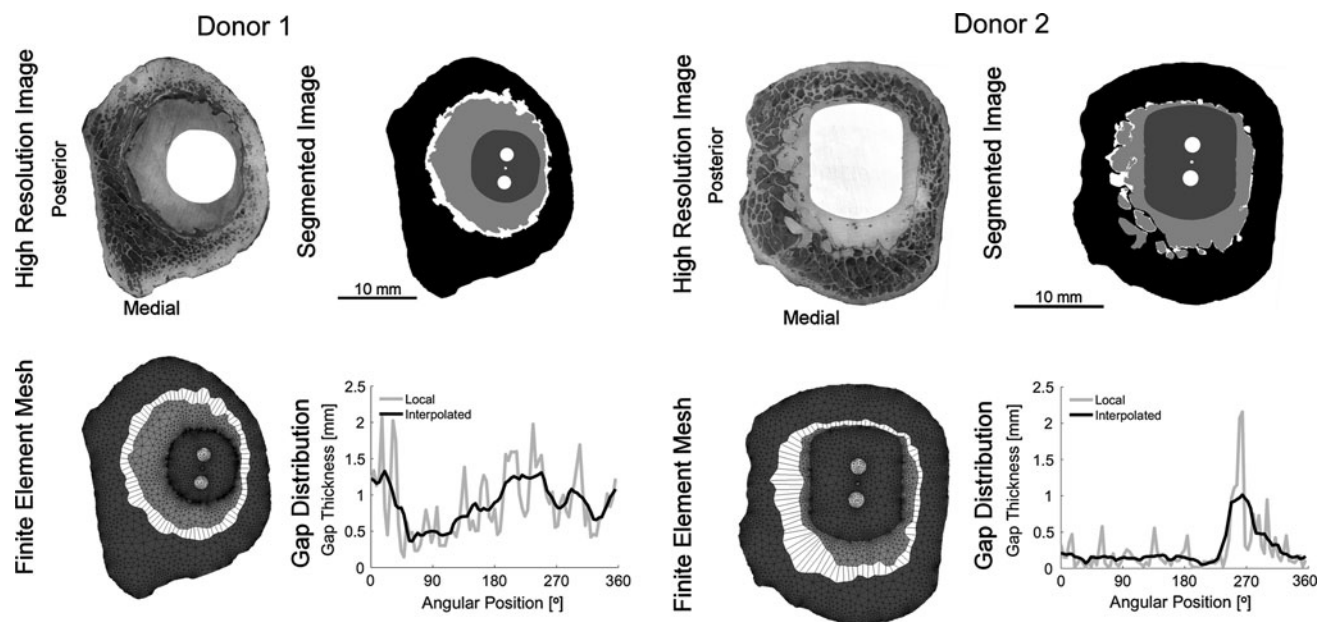 Donor 1
Donor 2
High Resolution Image
Posterior
Medial
Segmented Image
10 mm
High Resolution Image
Posterior
Medial
Segmented Image
10 mm
Finite Element Mesh
Gap Distribution
Gap Thickness [mm]
2.5
2
1.5
1
0.5
0
Local
Interpolated
0 90 180 270 360
Angular Position [º]
Finite Element Mesh
Gap Distribution
Gap Thickness [mm]
2.5
2
1.5
1
0.5
0
Local
Interpolated
0 90 180 270 360
Angular Position [º]